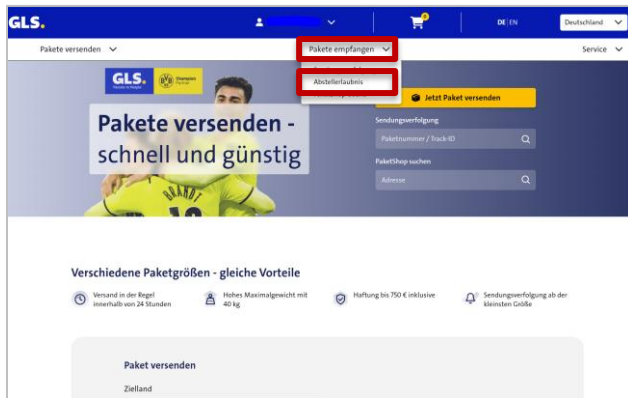 GLS.
DE|EN
Deutschland
Pakete versenden
Pakete empfangen
Service
Abstellerlaubnis
GLS.
Jetzt Paket versenden
Pakete versenden -
schnell und günstig
Sendungsverfolgung
Paketnummer / Track-ID
PaketShop suchen
Adresse
BRANDT
Verschiedene Paketgrößen - gleiche Vorteile
Versand in der Regel
innerhalb von 24 Stunden
Hohes Maximalgewicht mit
40 kg
Haftung bis 750 € inklusive
Sendungsverfolgung ab der
kleinsten Größe
Paket versenden
Zielland